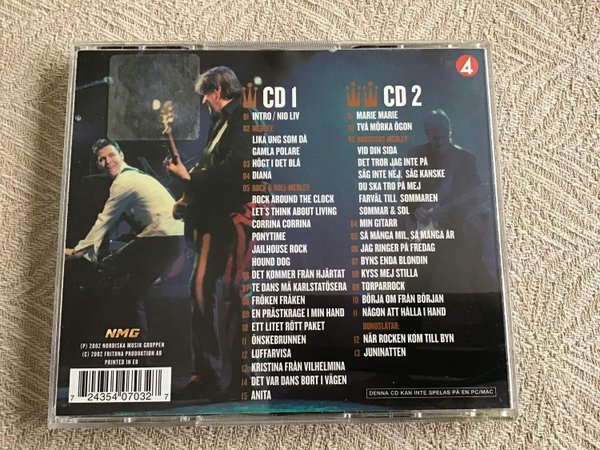 4
CD 1
01 INTRO / NIO LIV
02 MEDLEY:
LIKA UNG SOM DÅ
GAMLA POLARE
03 HÖGT I DET BLÅ
04 DIANA
05 ROCK & ROLL-MEDLEY:
ROCK AROUND THE CLOCK
LET´S THINK ABOUT LIVING
CORRINA CORRINA
PONYTIME
JAILHOUSE ROCK
HOUND DOG
06 DET KOMMER FRÅN HJÄRTAT
07 TE DANS MÄ KARLSTATÖSERA
08 FRÖKEN FRÄKEN
09 EN PRÄSTKRAGE I MIN HAND
10 ETT LITET RÖTT PAKET
11 ÖNSKEBRUNNEN
12 LUFFARVISA
13 KRISTINA FRÅN VILHELMINA
14 DET VAR DANS BORT I VÄGEN
15 ANITA
CD 2
01 MARIE MARIE
02 TVÅ MÖRKA ÖGON
03 AKUSTISKT MEDLEY:
VID DIN SIDA
DET TROR JAG INTE PÅ
SÄG INTE NEJ, SÄG KANSKE
DU SKA TRO PÅ MEJ
FARVÄL TILL SOMMAREN
SOMMAR & SOL
04 MIN GITARR
05 SÅ MÅNGA MIL, SÅ MÅNGA ÅR
06 JAG RINGER PÅ FREDAG
07 BYNS ENDA BLONDIN
08 KYSS MEJ STILLA
09 TORPARROCK
10 BÖRJA OM FRÅN BÖRJAN
11 NÅGON ATT HÅLLA I HAND
BONUSLÅTAR:
12 NÄR ROCKEN KOM TILL BYN
13 JUNINATTEN
NMG
(P) 2002 NORDISKA MUSIK GRUPPEN
(C) 2002 FRITUNA PRODUKTION AB
PRINTED IN EU
7 24354 07032 7
DENNA CD KAN INTE SPELAS PÅ EN PC/MAC